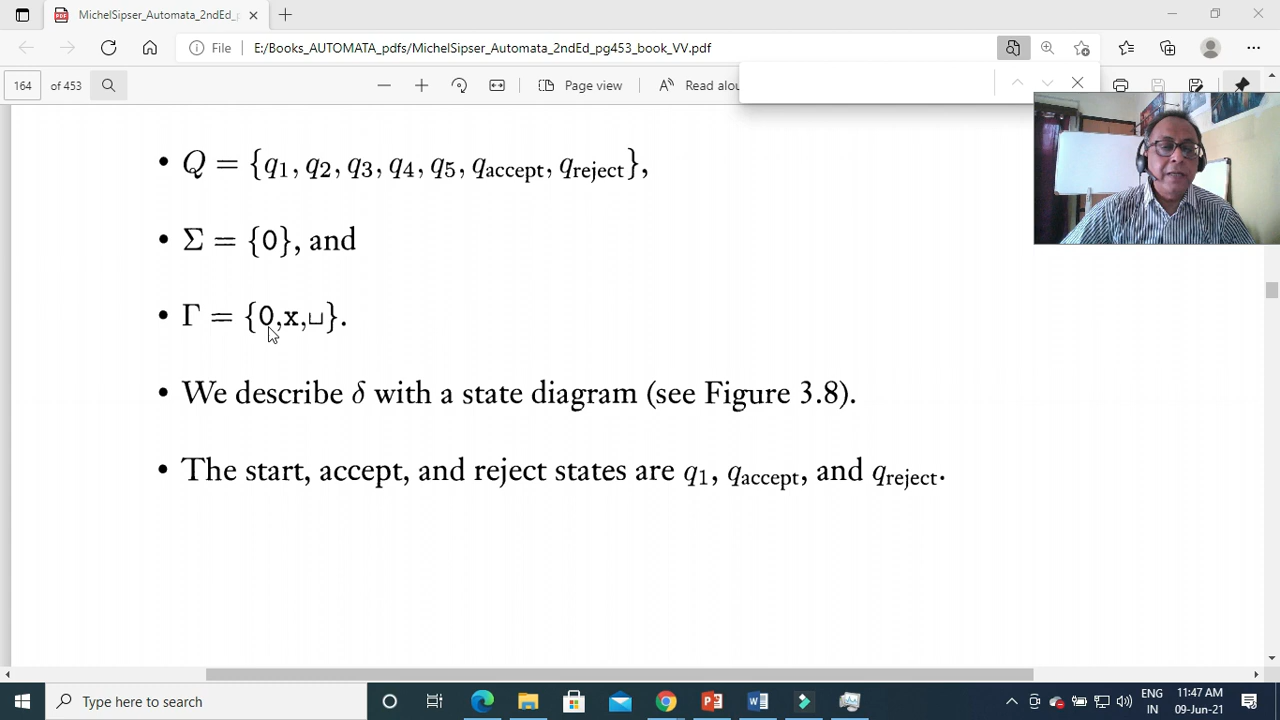 MichelSipser_Automata_2ndEd_p
File E:/Books_AUTOMATA_pdfs/MichelSipser_Automata_2ndEd_pg453_book_VV.pdf
164 of 453 Page view Read alou
• Q = {q1, q2, q3, q4, q5, qaccept, qreject},
• Σ = {0}, and
• Γ = {0,x,␣}.
• We describe δ with a state diagram (see Figure 3.8).
• The start, accept, and reject states are q1, qaccept, and qreject.
Type here to search
ENG 11:47 AM
IN 09-Jun-21